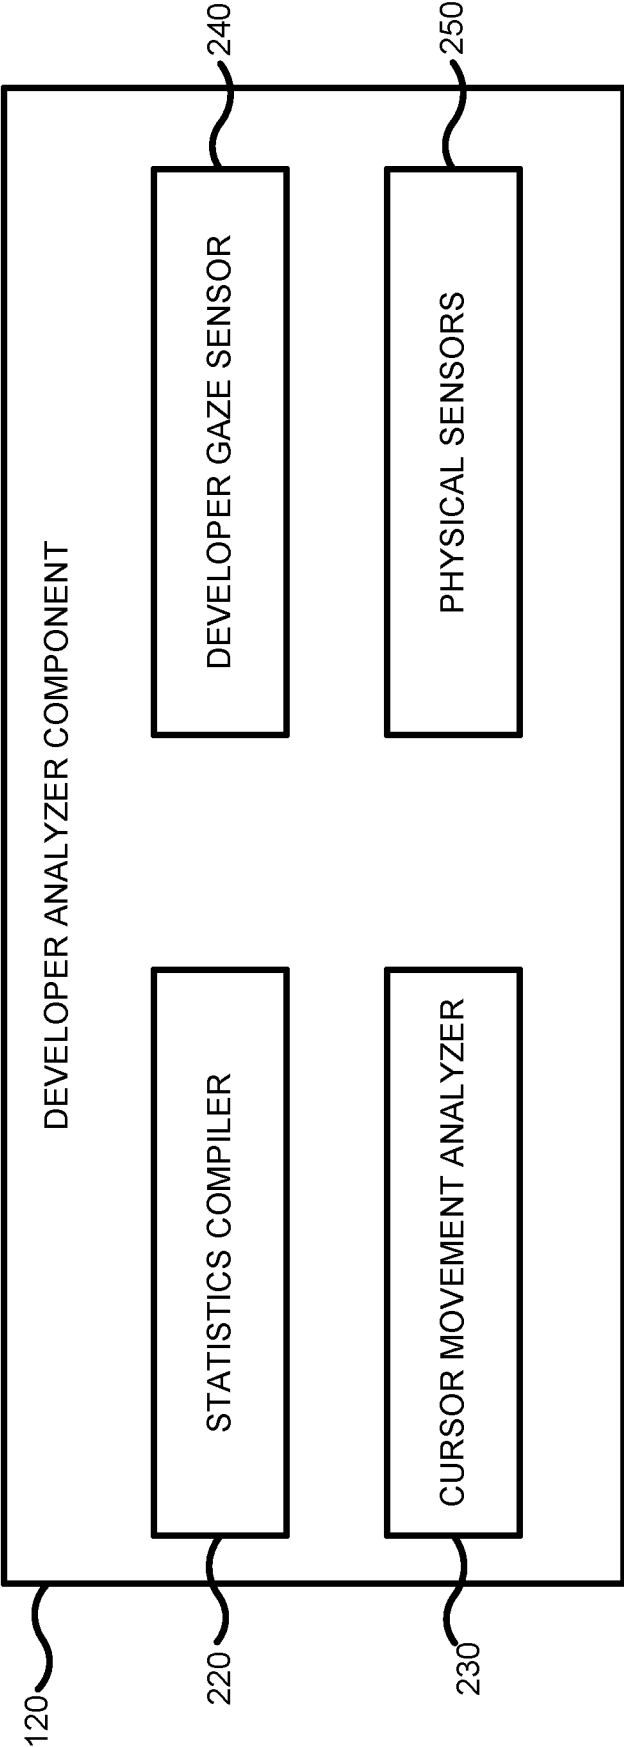 DEVELOPER ANALYZER COMPONENT
120
STATISTICS COMPILER
220
DEVELOPER GAZE SENSOR
240
CURSOR MOVEMENT ANALYZER
230
PHYSICAL SENSORS
250